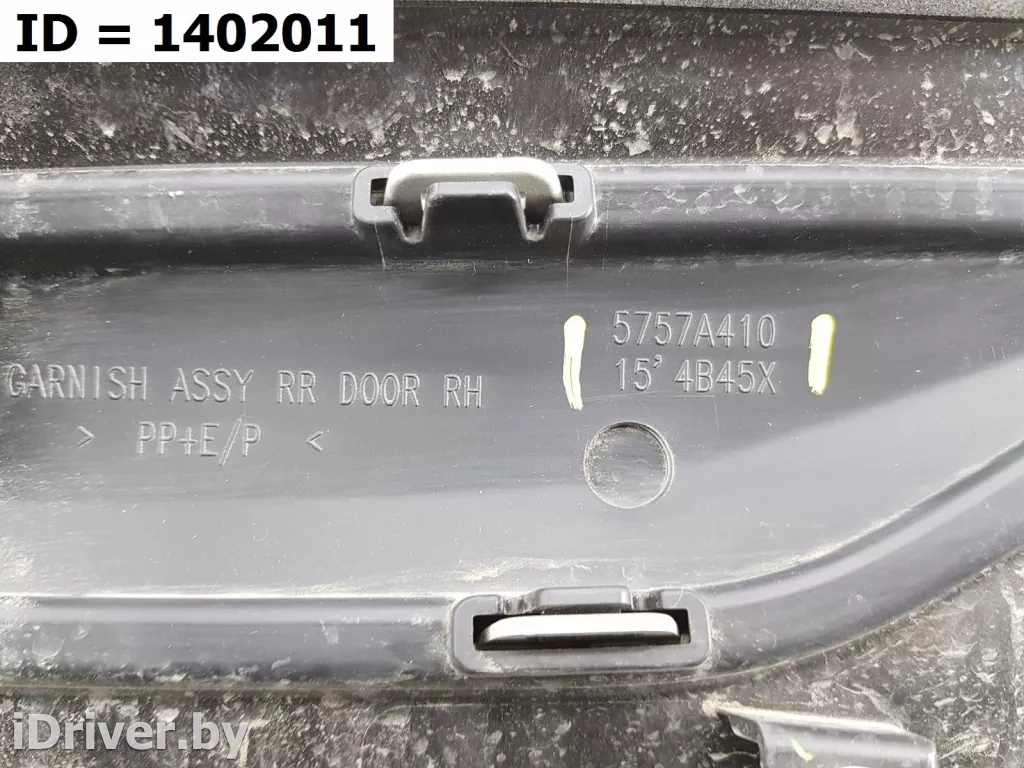 ID = 1402011
5757A410
15' 4B45X
GARNISH ASSY RR DOOR RH
> PP+E/P <
iDriver.by